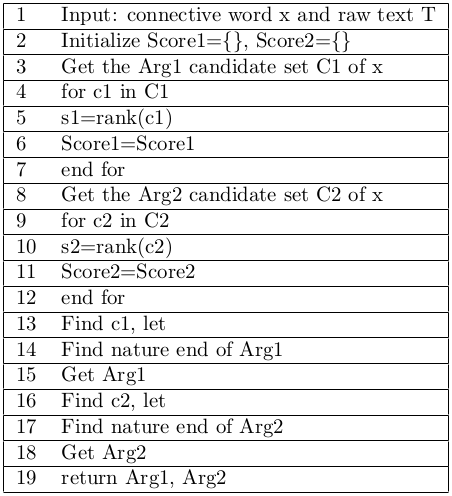 1 Input: connective word x and raw text T
2 Initialize Score1={}, Score2={}
3 Get the Arg1 candidate set C1 of x
4 for c1 in C1
5 s1=rank(c1)
6 Score1=Score1
7 end for
8 Get the Arg2 candidate set C2 of x
9 for c2 in C2
10 s2=rank(c2)
11 Score2=Score2
12 end for
13 Find c1, let
14 Find nature end of Arg1
15 Get Arg1
16 Find c2, let
17 Find nature end of Arg2
18 Get Arg2
19 return Arg1, Arg2